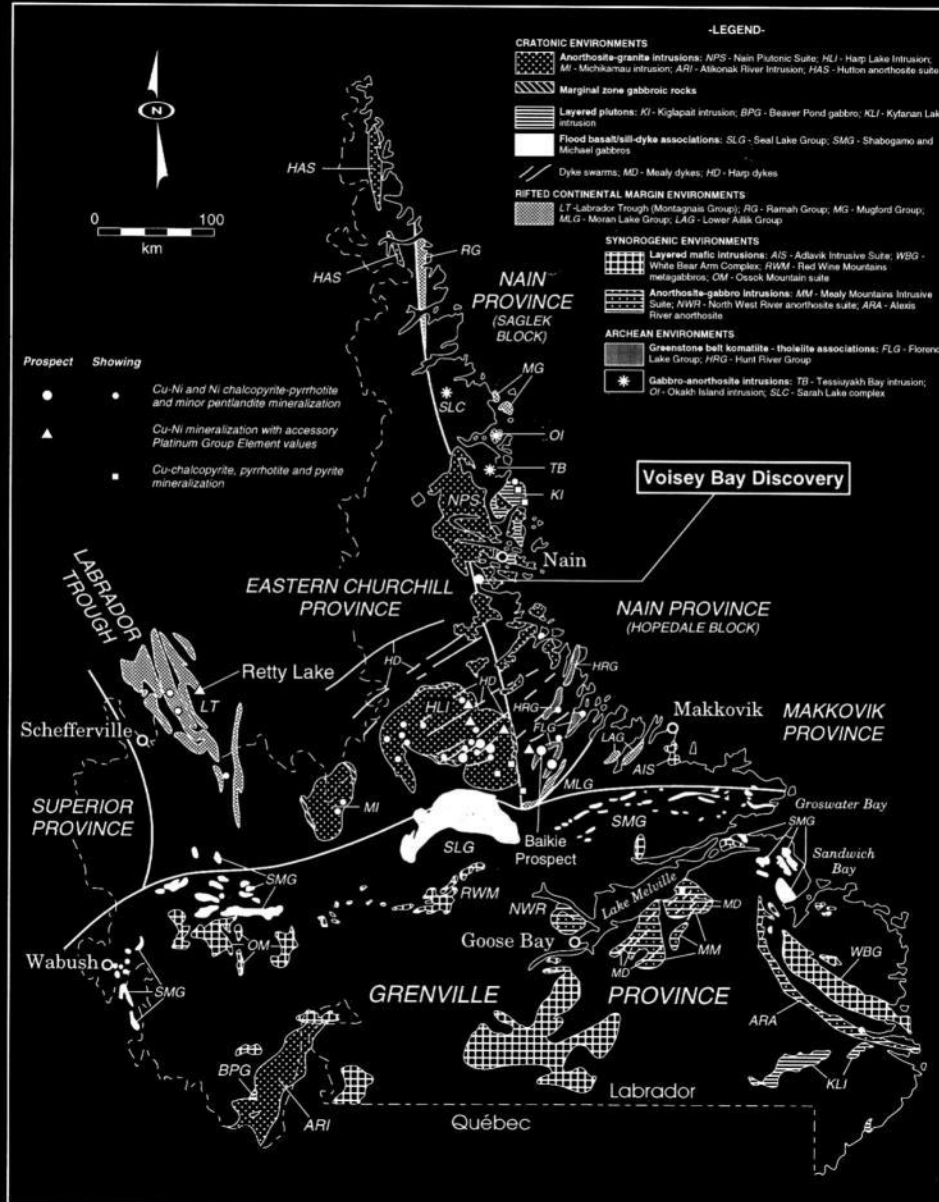 -LEGEND-
CRATONIC ENVIRONMENTS
Anorthosite-granite intrusions: NPS - Nain Plutonic Suite; HLI - Harp Lake Intrusion;
MI - Michikamau intrusion; ARI - Atikonak River Intrusion; HAS - Hutton anorthosite suite
Marginal zone gabbroic rocks
Layered plutons: KI - Kiglapait intrusion; BPG - Beaver Pond gabbro; KLI - Kyfanan Lake
intrusion
Flood basalt/sill-dyke associations: SLG - Seal Lake Group; SMG - Shabogamo and
Michael gabbros
Dyke swarms; MD - Mealy dykes; HD - Harp dykes
RIFTED CONTINENTAL MARGIN ENVIRONMENTS
LT -Labrador Trough (Montagnais Group); RG - Ramah Group; MG - Mugford Group;
MLG - Moran Lake Group; LAG - Lower Aillik Group
SYNOROGENIC ENVIRONMENTS
Layered mafic intrusions: AIS - Adlavik Intrusive Suite; WBG -
White Bear Arm Complex; RWM - Red Wine Mountains
metagabbros; OM - Ossok Mountain suite
Anorthosite-gabbro intrusions: MM - Mealy Mountains Intrusive
Suite; NWR - North West River anorthosite suite; ARA - Alexis
River anorthosite
ARCHEAN ENVIRONMENTS
Greenstone belt komatiite - tholeiite associations: FLG - Florence
Lake Group; HRG - Hunt River Group
Gabbro-anorthosite intrusions: TB - Tessiuyakh Bay intrusion;
OI - Okakh Island intrusion; SLC - Sarah Lake complex
N
0 100
km
HAS
HAS
RG
NAIN
PROVINCE
(SAGLEK
BLOCK)
Prospect Showing
Cu-Ni and Ni chalcopyrite-pyrrhotite
and minor pentlandite mineralization
Cu-Ni mineralization with accessory
Platinum Group Element values
Cu-chalcopyrite, pyrrhotite and pyrite
mineralization
MG
SLC
OI
TB
NPS
KI
Voisey Bay Discovery
Nain
EASTERN CHURCHILL
PROVINCE
NAIN PROVINCE
(HOPEDALE BLOCK)
LABRADOR
TROUGH
Retty Lake
LT
HD
HD
HLI
HRG
HRG
FLG
LAG
Makkovik
MAKKOVIK
PROVINCE
AIS
Schefferville
SUPERIOR
PROVINCE
MI
MLG
SLG
Baikie
Prospect
SMG
Groswater Bay
SMG
Sandwich
Bay
SMG
RWM
NWR
Lake Melville
MD
Goose Bay
MD
MM
OM
Wabush
SMG
WBG
GRENVILLE PROVINCE
ARA
BPG
ARI
KLI
Labrador
Québec